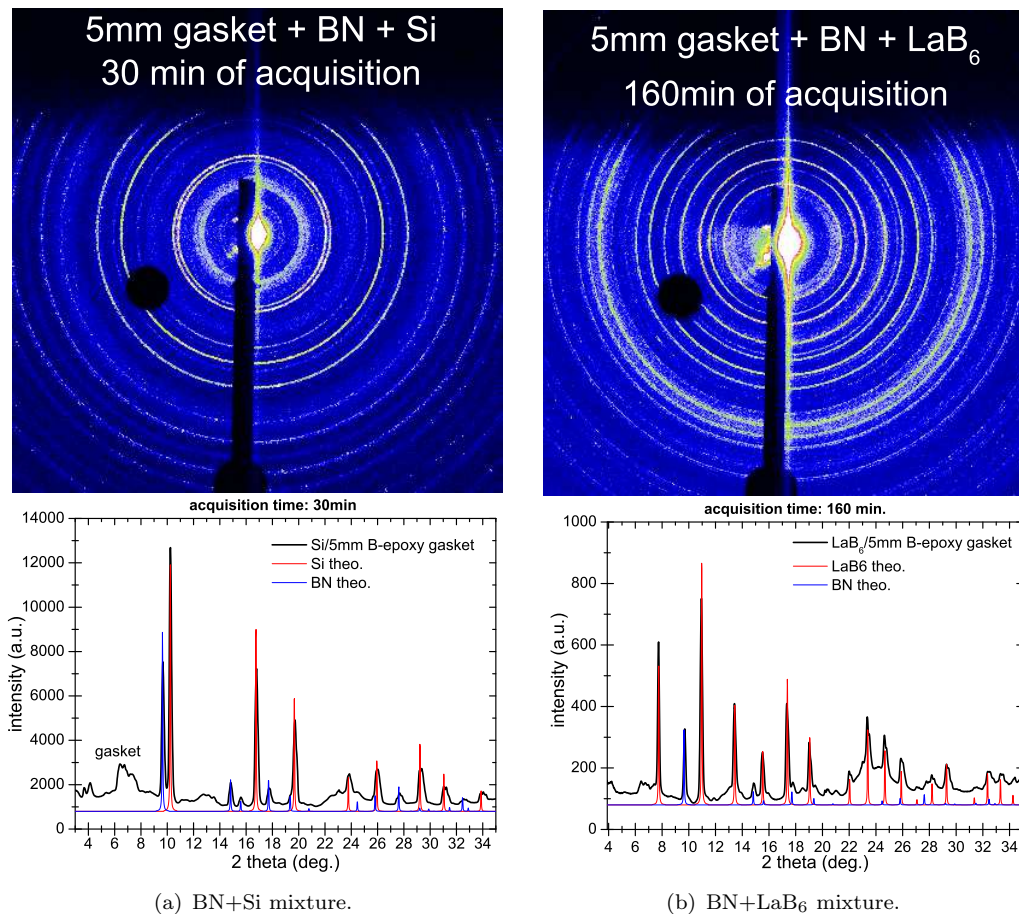 5mm gasket + BN + Si
30 min of acquisition
acquisition time: 30min
14000
12000
10000
8000
6000
4000
2000
0
intensity (a.u.)
Si/5mm B-epoxy gasket
Si theo.
BN theo.
gasket
4 6 8 10 12 14 16 18 20 22 24 26 28 30 32 34
2 theta (deg.)
(a) BN+Si mixture.
5mm gasket + BN + LaB6
160min of acquisition
acquisition time: 160 min.
1000
800
600
400
200
0
intensity (a.u.)
LaB6/5mm B-epoxy gasket
LaB6 theo.
BN theo.
4 6 8 10 12 14 16 18 20 22 24 26 28 30 32 34
2 theta (deg.)
(b) BN+LaB6 mixture.